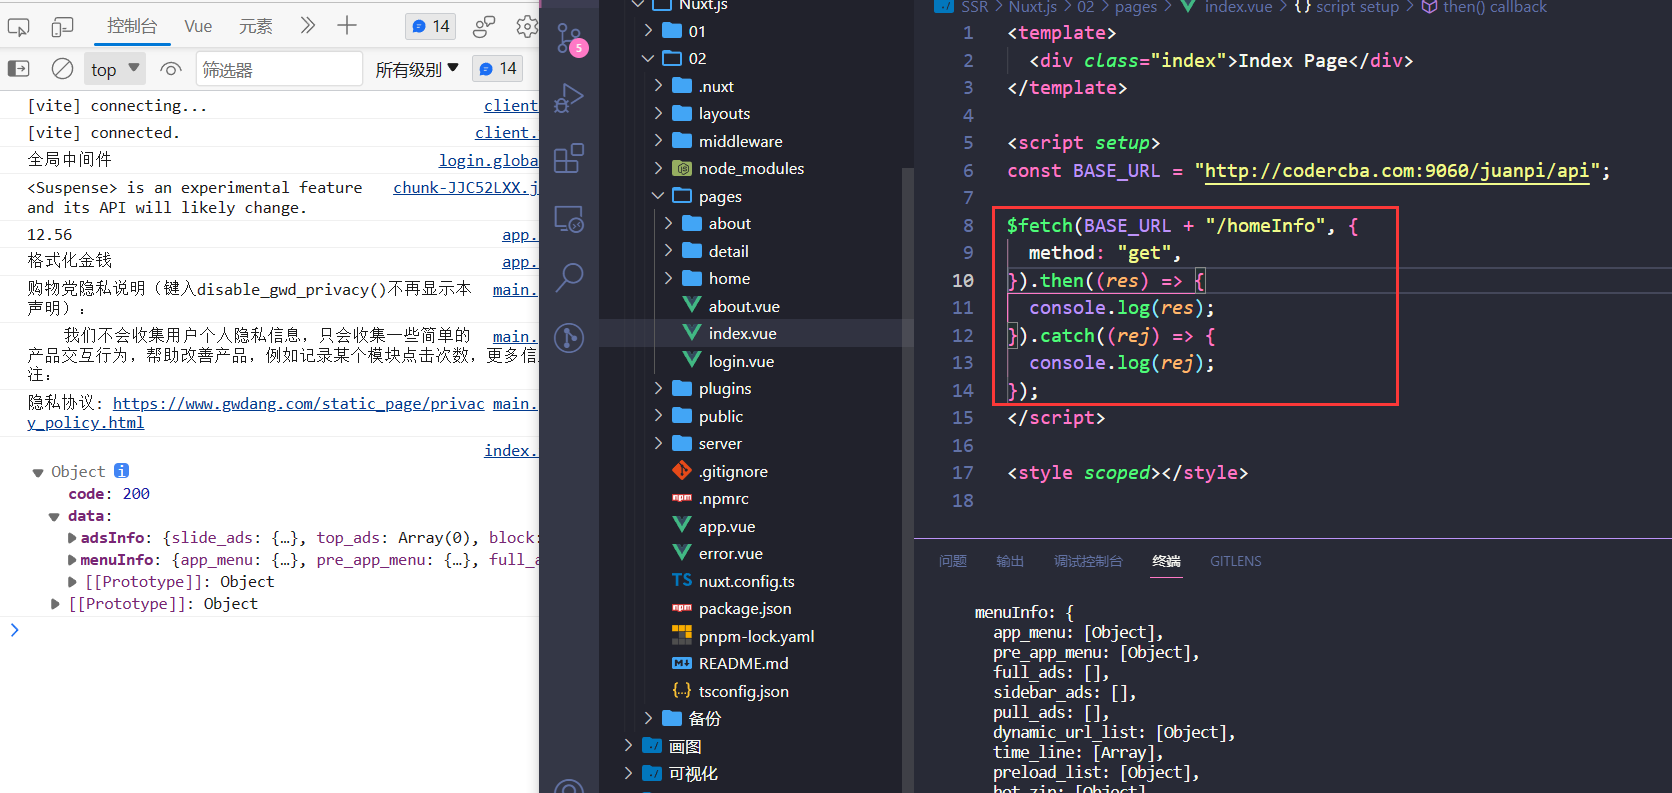 控制台 Vue 元素 14
top 筛选器 所有级别 14
[vite] connecting... client
[vite] connected. client.
全局中间件 login.globa
<Suspense> is an experimental feature chunk-JJC52LXX.j
and its API will likely change.
12.56 app.
格式化金钱 app.
购物党隐私说明（键入disable_gwd_privacy()不再显示本 main.
声明）：
我们不会收集用户个人隐私信息，只会收集一些简单的 main.
产品交互行为，帮助改善产品，例如记录某个模块点击次数，更多信
注：
隐私协议: https://www.gwdang.com/static_page/privac main.
y_policy.html
index.
Object i
code: 200
data:
adsInfo: {slide_ads: {…}, top_ads: Array(0), block:
menuInfo: {app_menu: {…}, pre_app_menu: {…}, full_a
[[Prototype]]: Object
[[Prototype]]: Object
5
Nuxt.js
01
02
.nuxt
layouts
middleware
node_modules
pages
about
detail
home
about.vue
index.vue
login.vue
plugins
public
server
.gitignore
npm .npmrc
app.vue
error.vue
TS nuxt.config.ts
npm package.json
pnpm-lock.yaml
README.md
tsconfig.json
备份
画图
可视化
SSR > Nuxt.js > 02 > pages > index.vue > {} script setup > then() callback
1 <template>
2 <div class="index">Index Page</div>
3 </template>
4
5 <script setup>
6 const BASE_URL = "http://codercba.com:9060/juanpi/api";
7
8 $fetch(BASE_URL + "/homeInfo", {
9 method: "get",
10 }).then((res) => {
11 console.log(res);
12 }).catch((rej) => {
13 console.log(rej);
14 });
15 </script>
16
17 <style scoped></style>
18
问题 输出 调试控制台 终端 GITLENS
menuInfo: {
app_menu: [Object],
pre_app_menu: [Object],
full_ads: [],
sidebar_ads: [],
pull_ads: [],
dynamic_url_list: [Object],
time_line: [Array],
preload_list: [Object],
hot_zip: [Object]